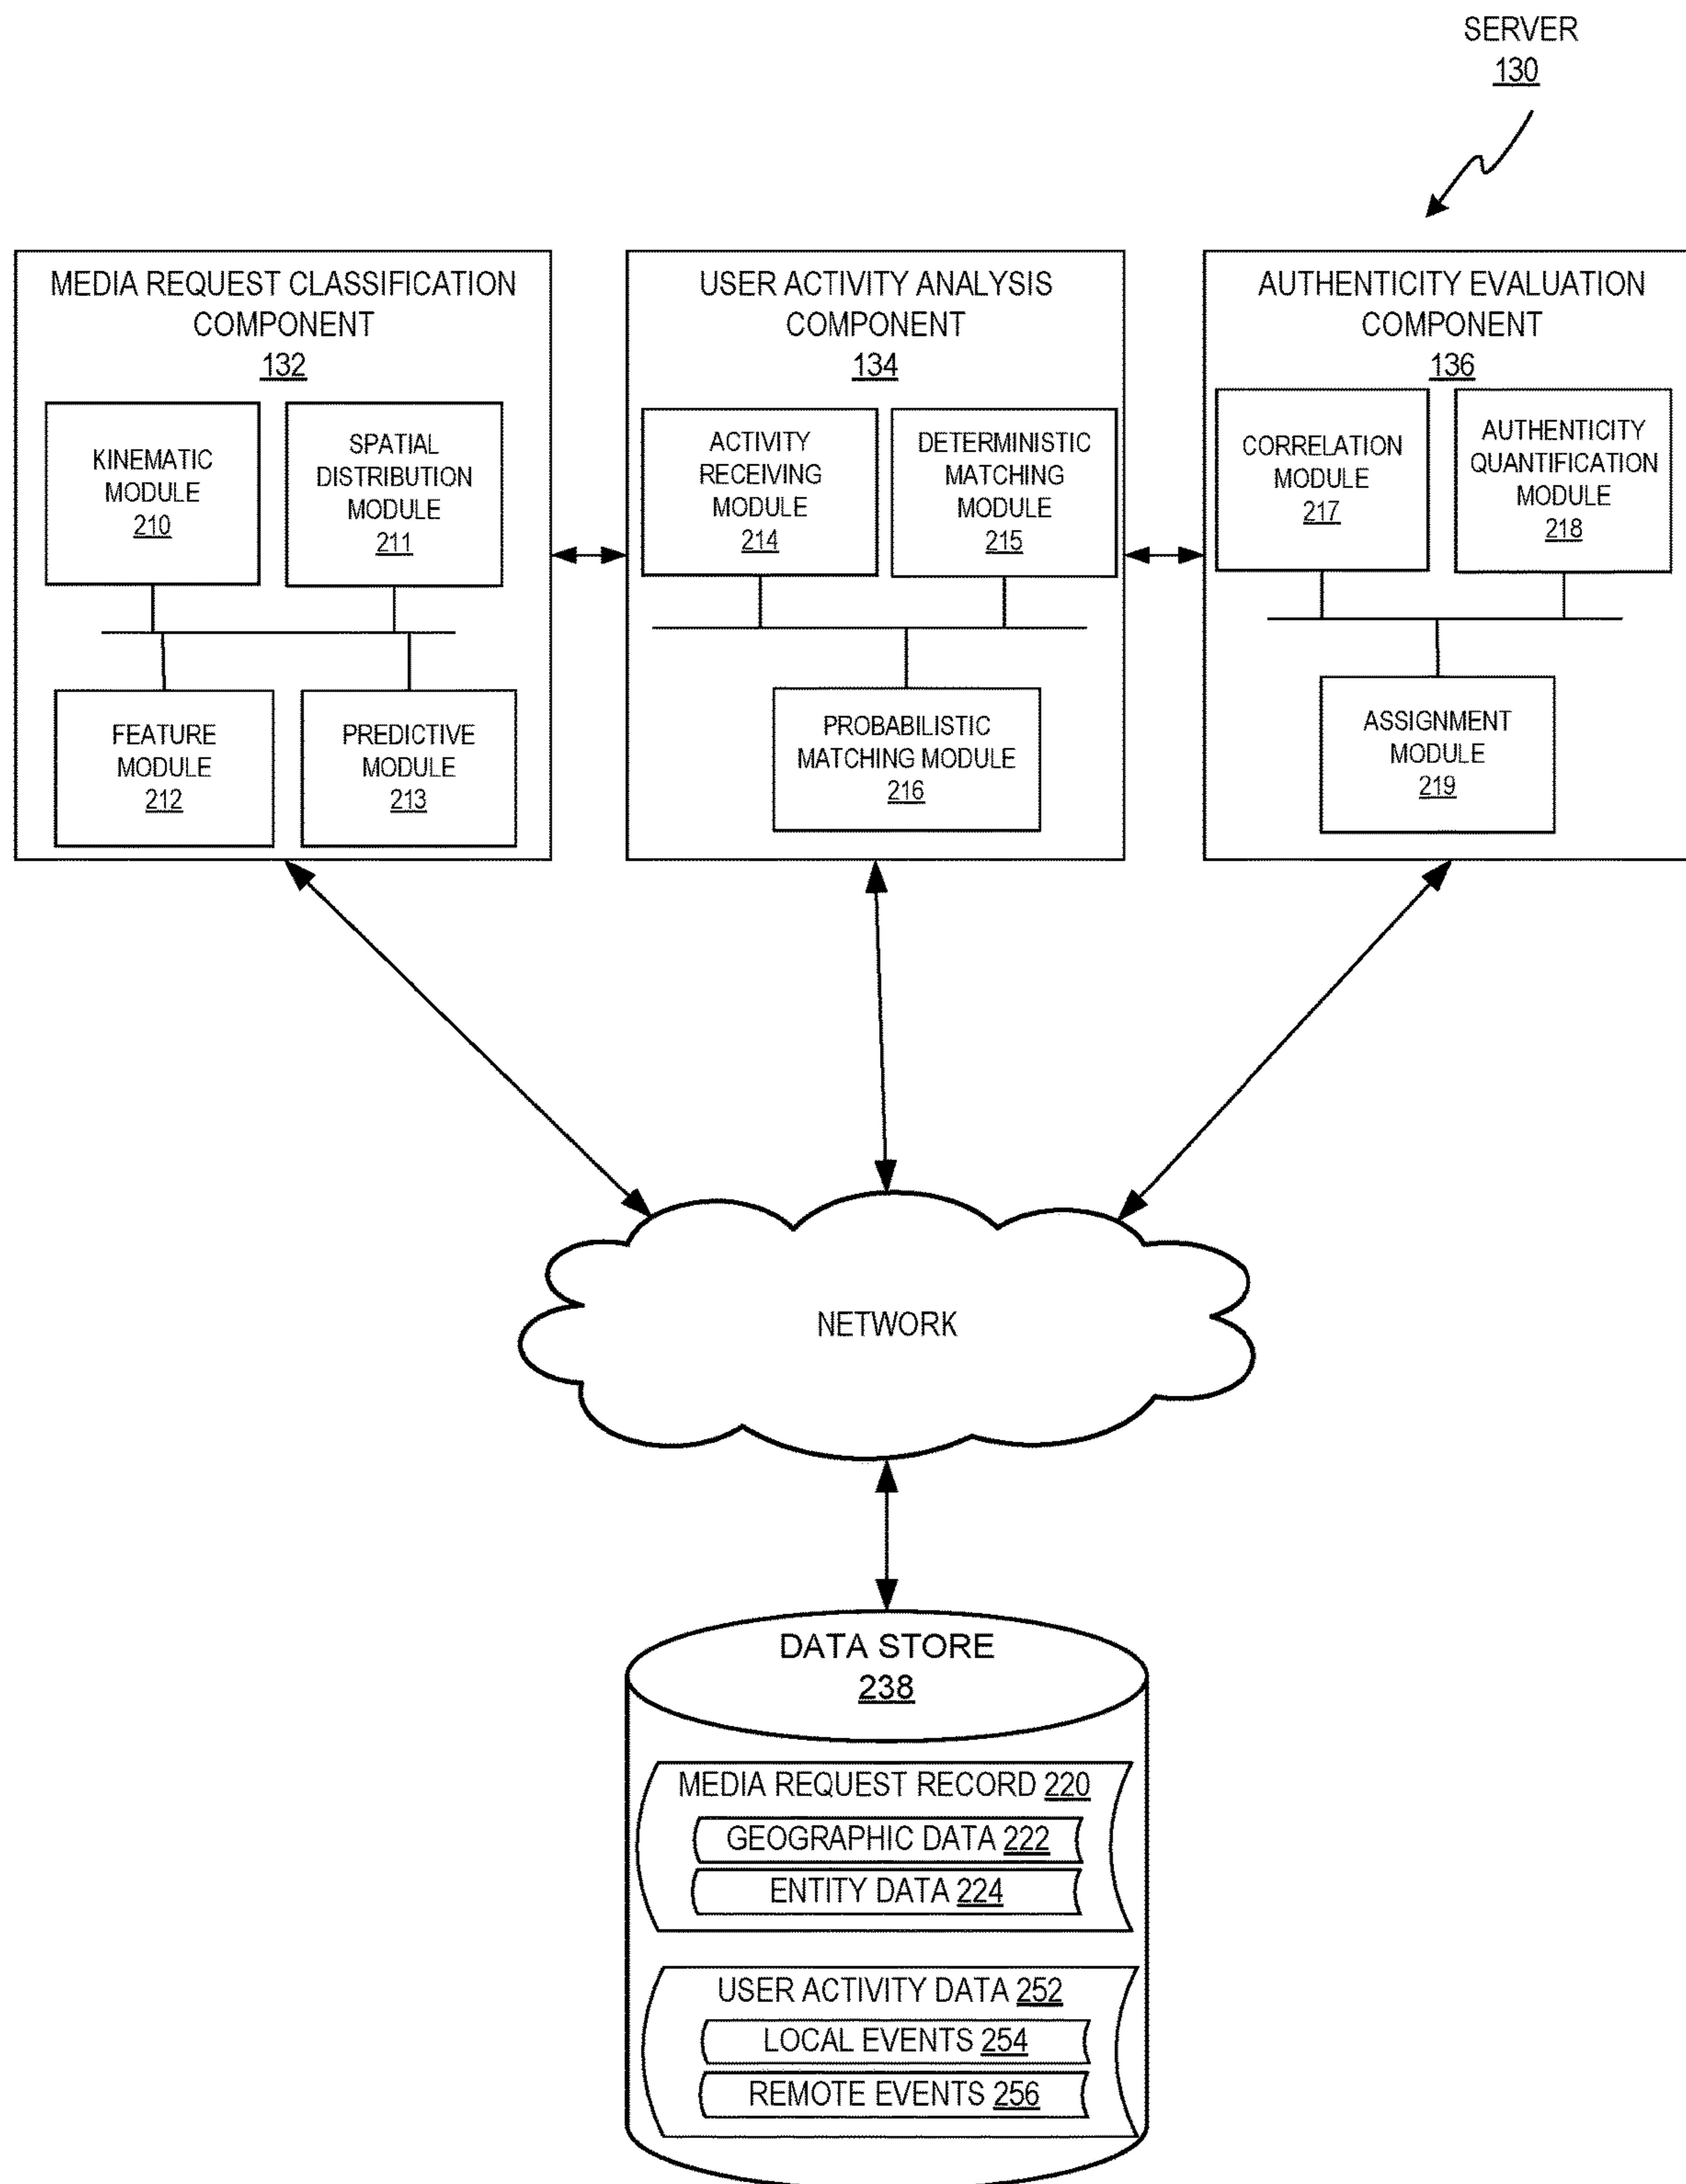 SERVER
130
MEDIA REQUEST CLASSIFICATION
COMPONENT
132
KINEMATIC
MODULE
210
SPATIAL
DISTRIBUTION
MODULE
211
FEATURE
MODULE
212
PREDICTIVE
MODULE
213
USER ACTIVITY ANALYSIS
COMPONENT
134
ACTIVITY
RECEIVING
MODULE
214
DETERMINISTIC
MATCHING
MODULE
215
PROBABILISTIC
MATCHING MODULE
216
AUTHENTICITY EVALUATION
COMPONENT
136
CORRELATION
MODULE
217
AUTHENTICITY
QUANTIFICATION
MODULE
218
ASSIGNMENT
MODULE
219
NETWORK
DATA STORE
238
MEDIA REQUEST RECORD 220
GEOGRAPHIC DATA 222
ENTITY DATA 224
USER ACTIVITY DATA 252
LOCAL EVENTS 254
REMOTE EVENTS 256